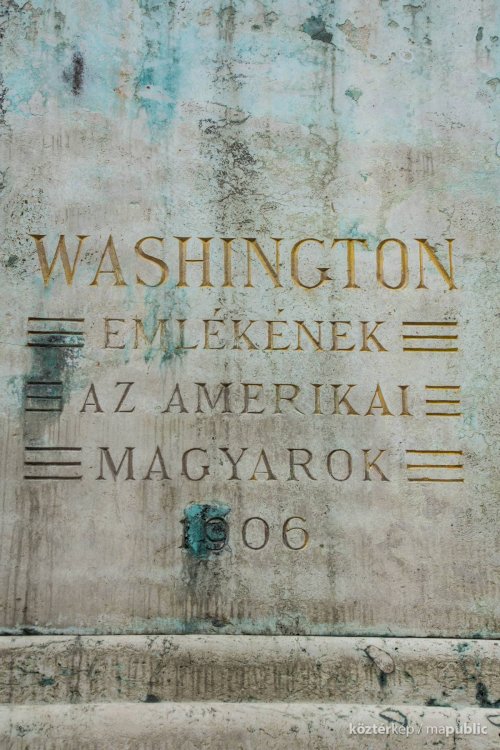 WASHINGTON
EMLÉKÉNEK
AZ AMERIKAI
MAGYAROK
1906.
köztérkép / mapublic